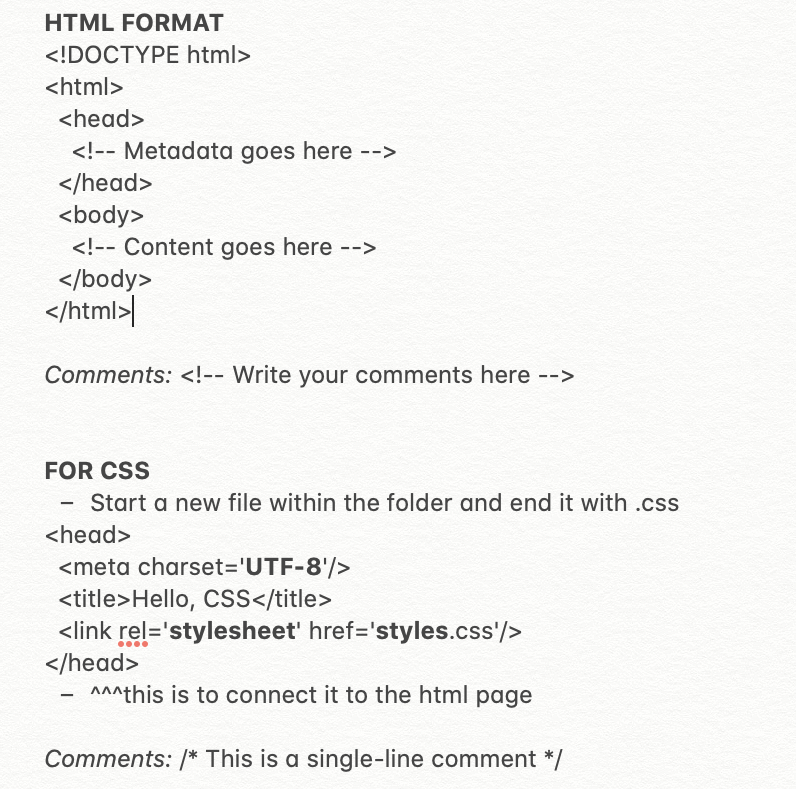 HTML FORMAT
<!DOCTYPE html>
<html>
<head>
<!-- Metadata goes here -->
</head>
<body>
<!-- Content goes here -->
</body>
</html>
Comments: <!-- Write your comments here -->
FOR CSS
– Start a new file within the folder and end it with .css
<head>
<meta charset='UTF-8'/>
<title>Hello, CSS</title>
<link rel='stylesheet' href='styles.css'/>
</head>
– ^^^this is to connect it to the html page
Comments: /* This is a single-line comment */